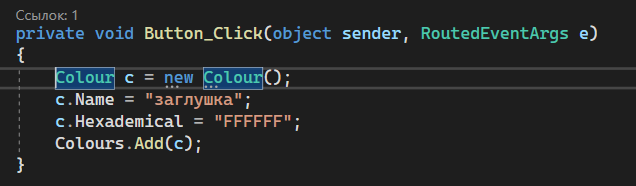 Ссылок: 1
private void Button_Click(object sender, RoutedEventArgs e)
{
Colour c = new Colour();
c.Name = "заглушка";
c.Hexademical = "FFFFFF";
Colours.Add(c);
}